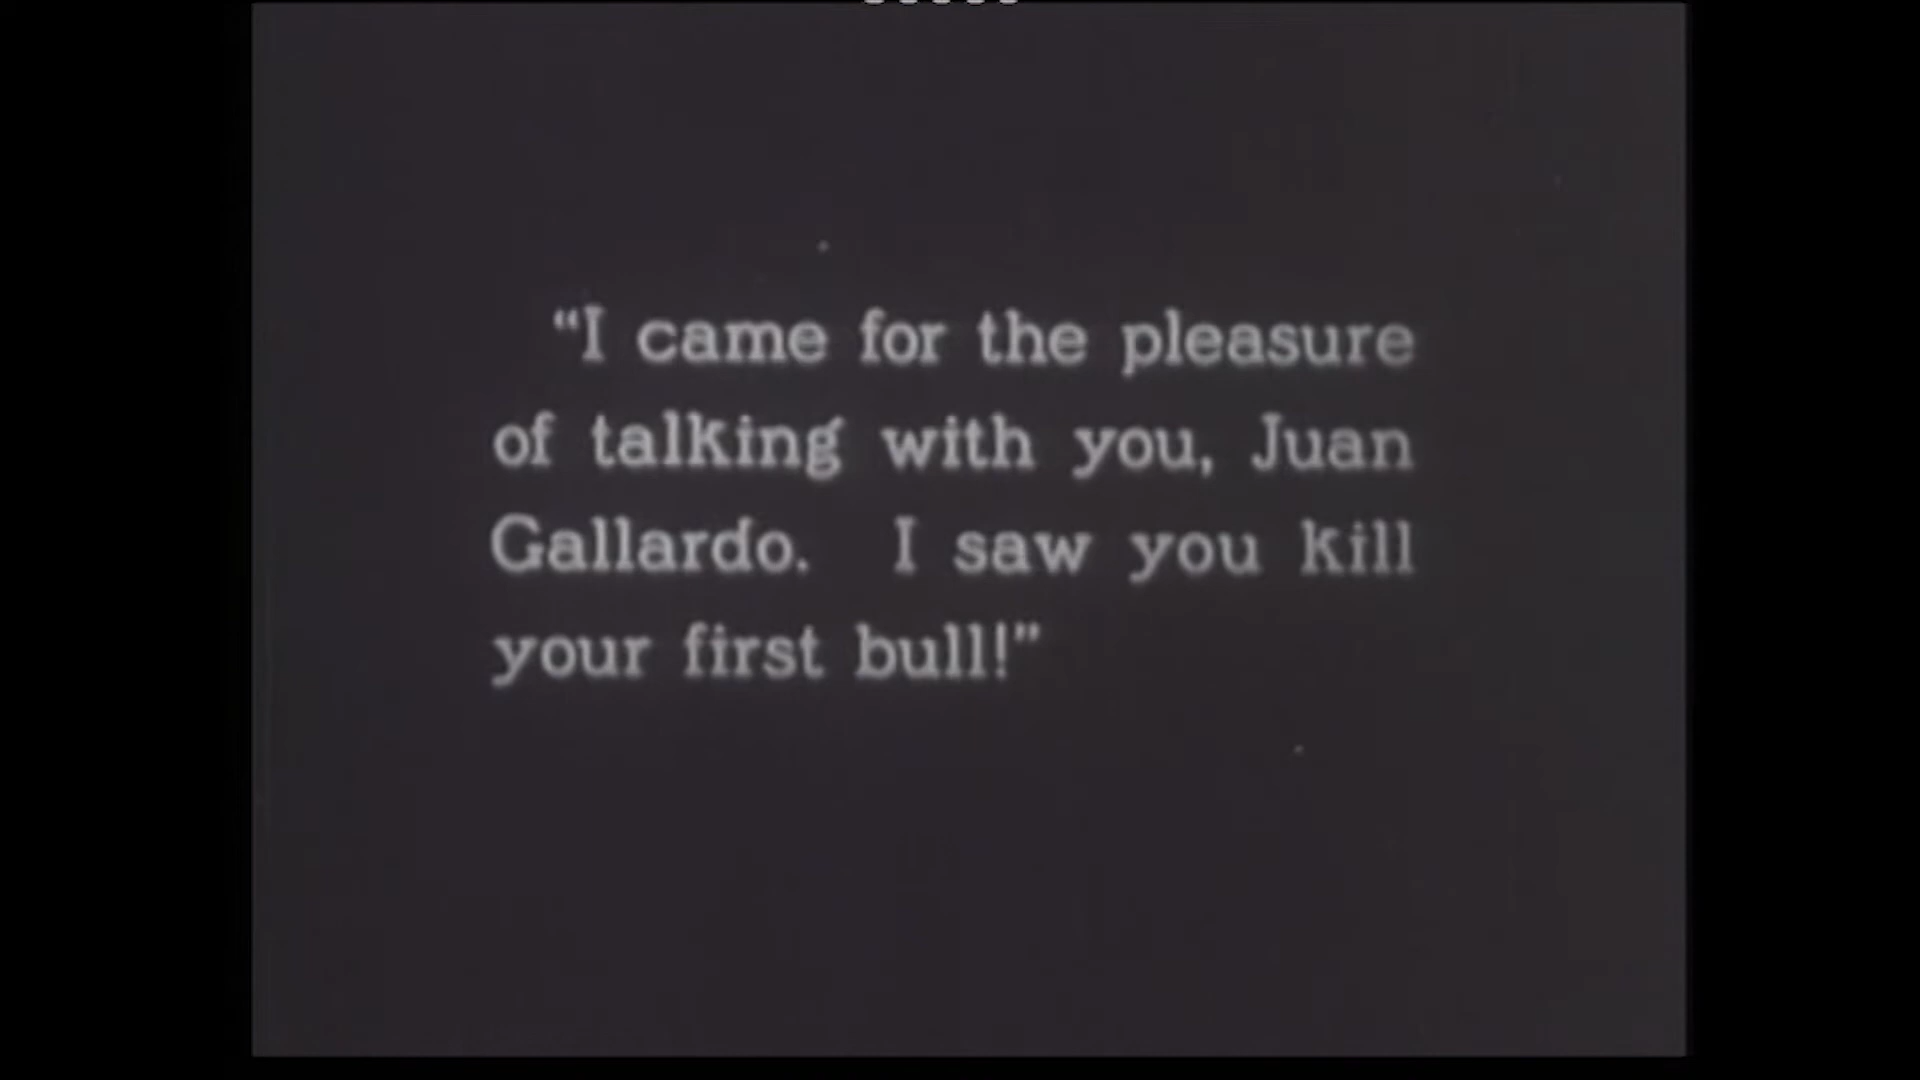 “I came for the pleasure
of talking with you, Juan
Gallardo. I saw you kill
your first bull!”